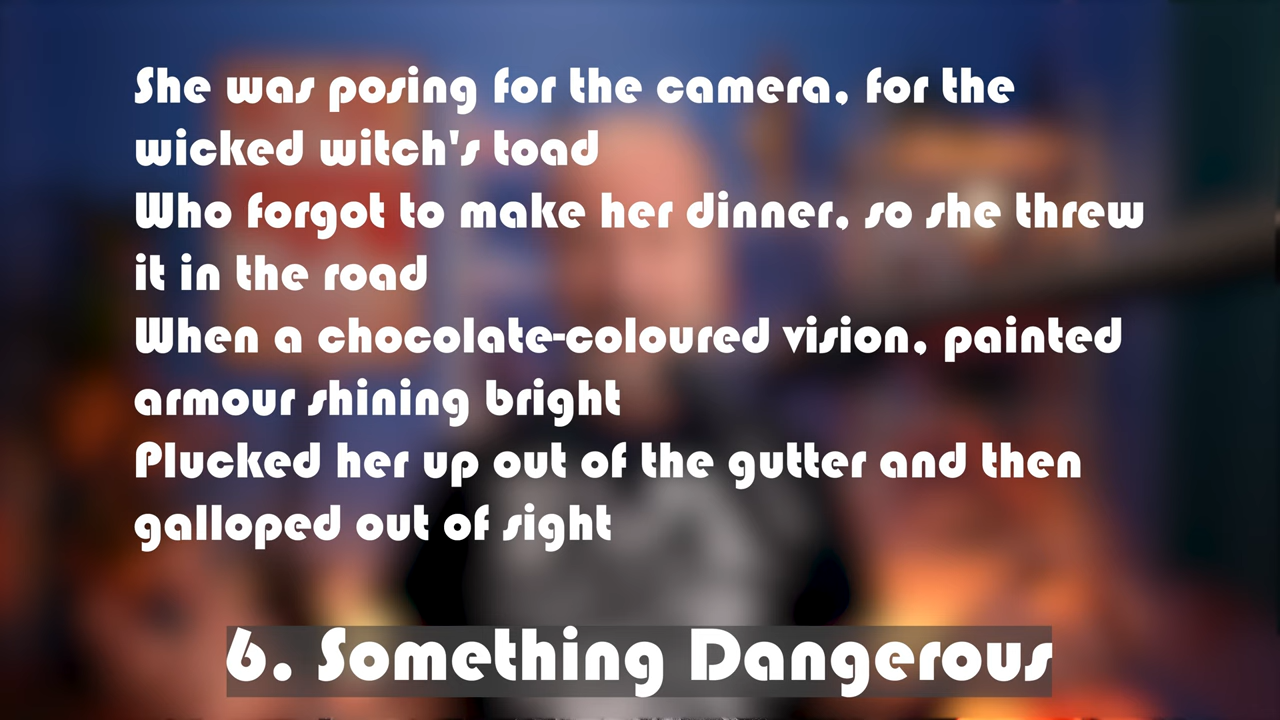 She was posing for the camera, for the
wicked witch's toad
Who forgot to make her dinner, so she threw
it in the road
When a chocolate-coloured vision, painted
armour shining bright
Plucked her up out of the gutter and then
galloped out of sight
6. Something Dangerous